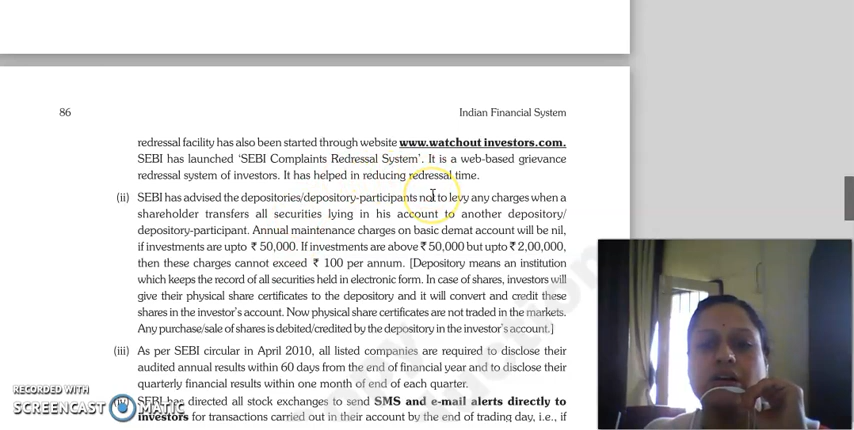 86
Indian Financial System
redressal facility has also been started through website www.watchout investors.com.
SEBI has launched 'SEBI Complaints Redressal System'. It is a web-based grievance
redressal system of investors. It has helped in reducing redressal time.
(ii) SEBI has advised the depositories/depository-participants not to levy any charges when a
shareholder transfers all securities lying in his account to another depository/
depository-participant. Annual maintenance charges on basic demat account will be nil,
if investments are upto ₹ 50,000. If investments are above ₹ 50,000 but upto ₹ 2,00,000,
then these charges cannot exceed ₹ 100 per annum. [Depository means an institution
which keeps the record of all securities held in electronic form. In case of shares, investors will
give their physical share certificates to the depository and it will convert and credit these
shares in the investor's account. Now physical share certificates are not traded in the markets.
Any purchase/sale of shares is debited/credited by the depository in the investor's account.]
(iii) As per SEBI circular in April 2010, all listed companies are required to disclose their
audited annual results within 60 days from the end of financial year and to disclose their
quarterly financial results within one month of end of each quarter.
SEBI has directed all stock exchanges to send SMS and e-mail alerts directly to
investors for transactions carried out in their account by the end of trading day, i.e., if
RECORDED WITH
SCREENCAST MATIC